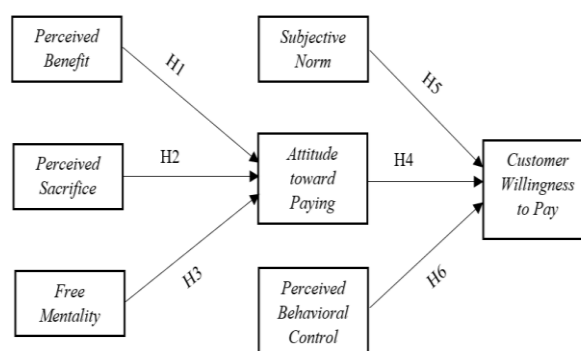 Perceived
Benefit
H1
Subjective
Norm
H5
Perceived
Sacrifice
H2
Attitude
toward
Paying
H4
Customer
Willingness
to Pay
H3
H6
Free
Mentality
Perceived
Behavioral
Control